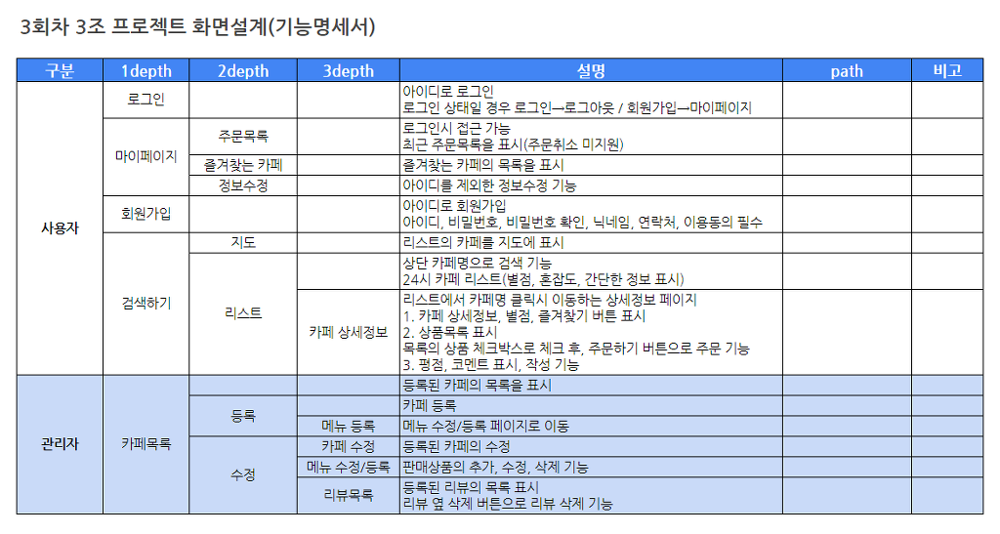 3회차 3조 프로젝트 화면설계(기능명세서)
구분 1depth 2depth 3depth 설명 path 비고
사용자
로그인
아이디로 로그인
로그인 상태일 경우 로그인→로그아웃 / 회원가입→마이페이지
마이페이지
주문목록
로그인시 접근 가능
최근 주문목록을 표시(주문취소 미지원)
즐겨찾는 카페 즐겨찾는 카페의 목록을 표시
정보수정 아이디를 제외한 정보수정 기능
회원가입
아이디로 회원가입
아이디, 비밀번호, 비밀번호 확인, 닉네임, 연락처, 이용동의 필수
검색하기
지도 리스트의 카페를 지도에 표시
리스트
상단 카페명으로 검색 기능
24시 카페 리스트(별점, 혼잡도, 간단한 정보 표시)
카페 상세정보
리스트에서 카페명 클릭시 이동하는 상세정보 페이지
1. 카페 상세정보, 별점, 즐겨찾기 버튼 표시
2. 상품목록 표시
목록의 상품 체크박스로 체크 후, 주문하기 버튼으로 주문 기능
3. 평점, 코멘트 표시, 작성 기능
관리자
카페목록
등록된 카페의 목록을 표시
등록
카페 등록
메뉴 등록 메뉴 수정/등록 페이지로 이동
수정
카페 수정 등록된 카페의 수정
메뉴 수정/등록 판매상품의 추가, 수정, 삭제 기능
리뷰목록
등록된 리뷰의 목록 표시
리뷰 옆 삭제 버튼으로 리뷰 삭제 기능